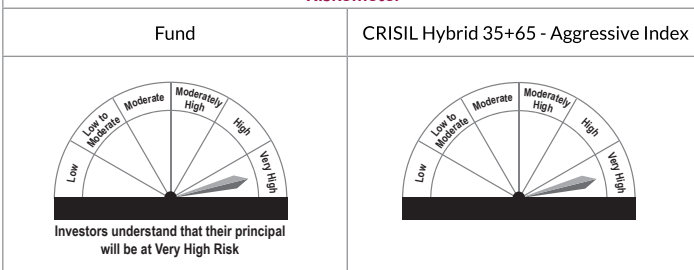 Fund
CRISIL Hybrid 35+65 - Aggressive Index
Low
Low to
Moderate
Moderate
Moderately
High
High
Very High
Investors understand that their principal
will be at Very High Risk
Low
Low to
Moderate
Moderate
Moderately
High
High
Very High